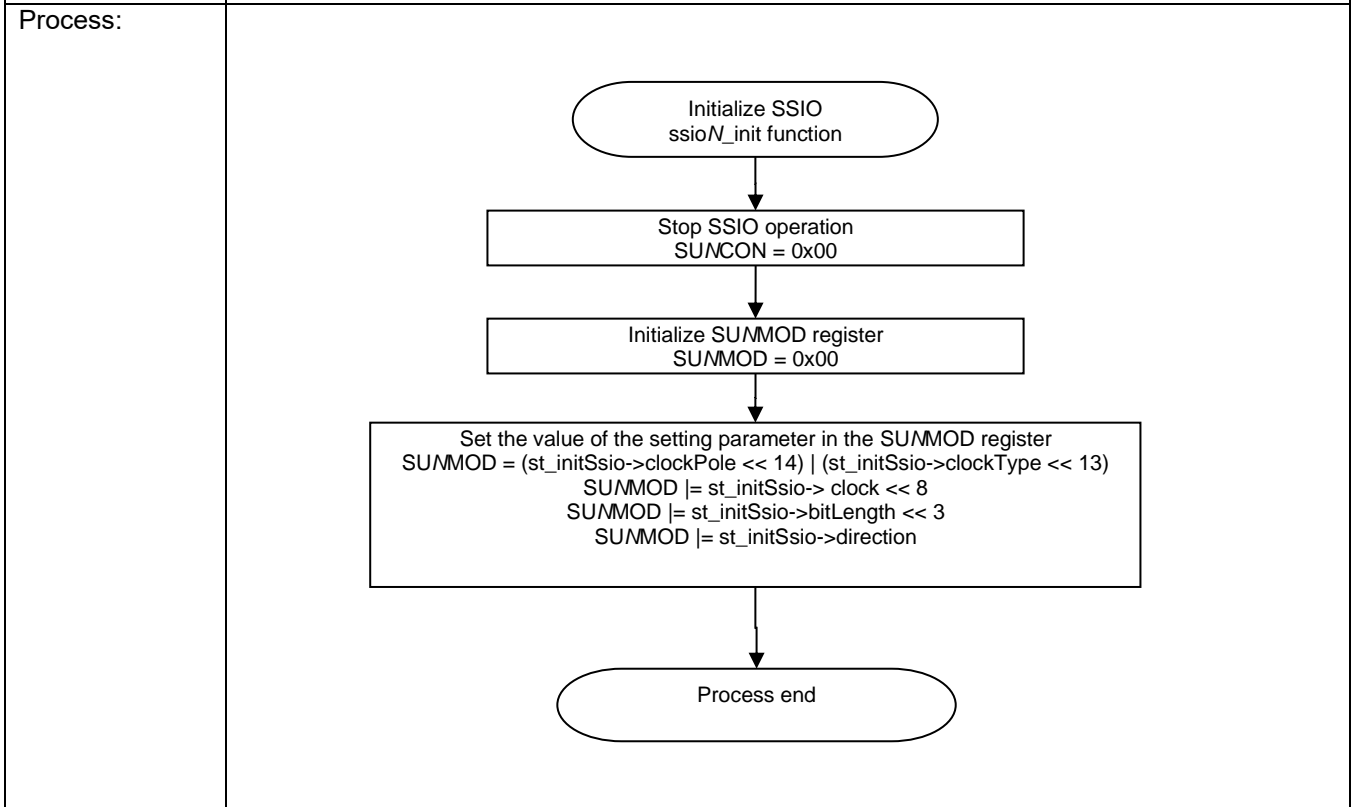 Process:
Initialize SSIO
ssioN_init function
Stop SSIO operation
SUNCON = 0x00
Initialize SUNMOD register
SUNMOD = 0x00
Set the value of the setting parameter in the SUNMOD register
SUNMOD = (st_initSsio->clockPole << 14) | (st_initSsio->clockType << 13)
SUNMOD |= st_initSsio-> clock << 8
SUNMOD |= st_initSsio->bitLength << 3
SUNMOD |= st_initSsio->direction
Process end